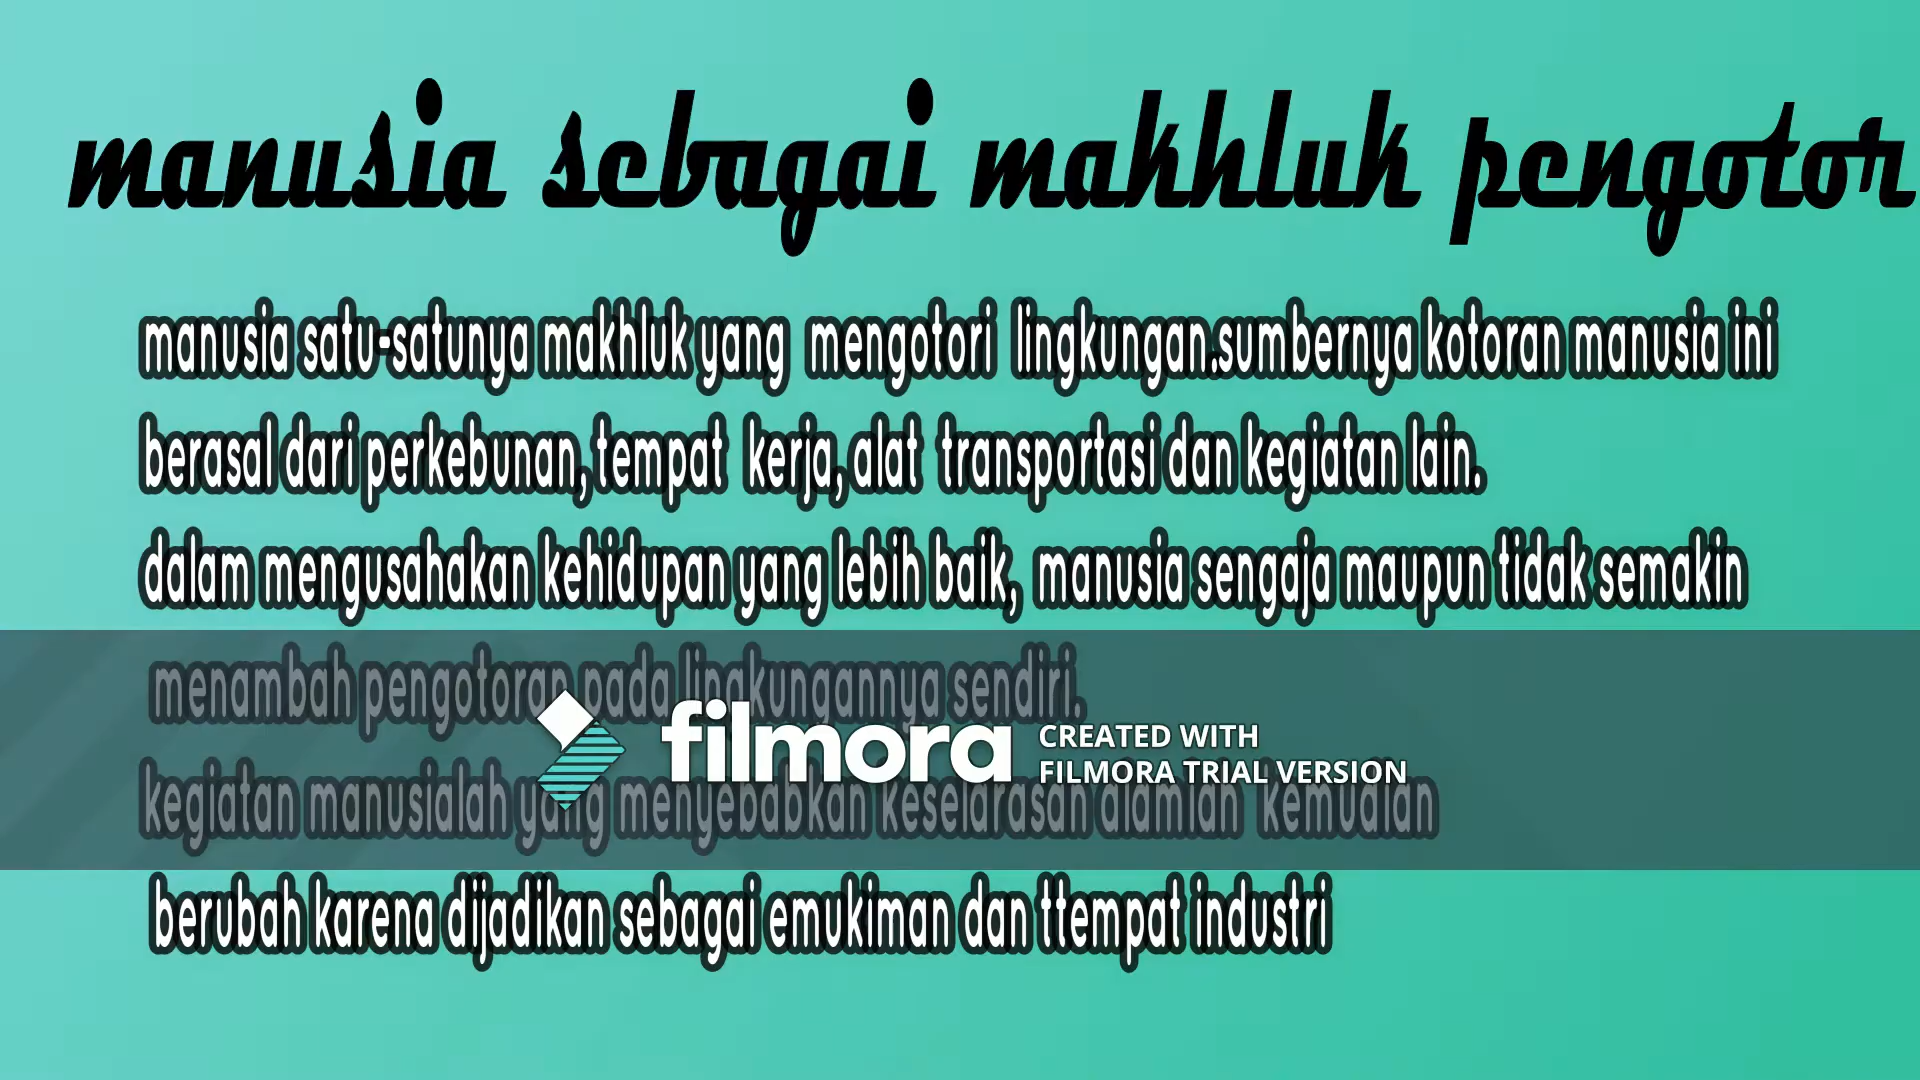 manusia sebagai makhluk pengotor
manusia satu-satunya makhluk yang mengotori lingkungan.sumbernya kotoran manusia ini
berasal dari perkebunan, tempat kerja, alat transportasi dan kegiatan lain.
dalam mengusahakan kehidupan yang lebih baik, manusia sengaja maupun tidak semakin
menambah pengotoran pada lingkungannya sendiri.
filmora
CREATED WITH
FILMORA TRIAL VERSION
kegiatan manusialah yang menyebabkan keselarasan alamiah kemudian
berubah karena dijadikan sebagai emukiman dan ttempat industri